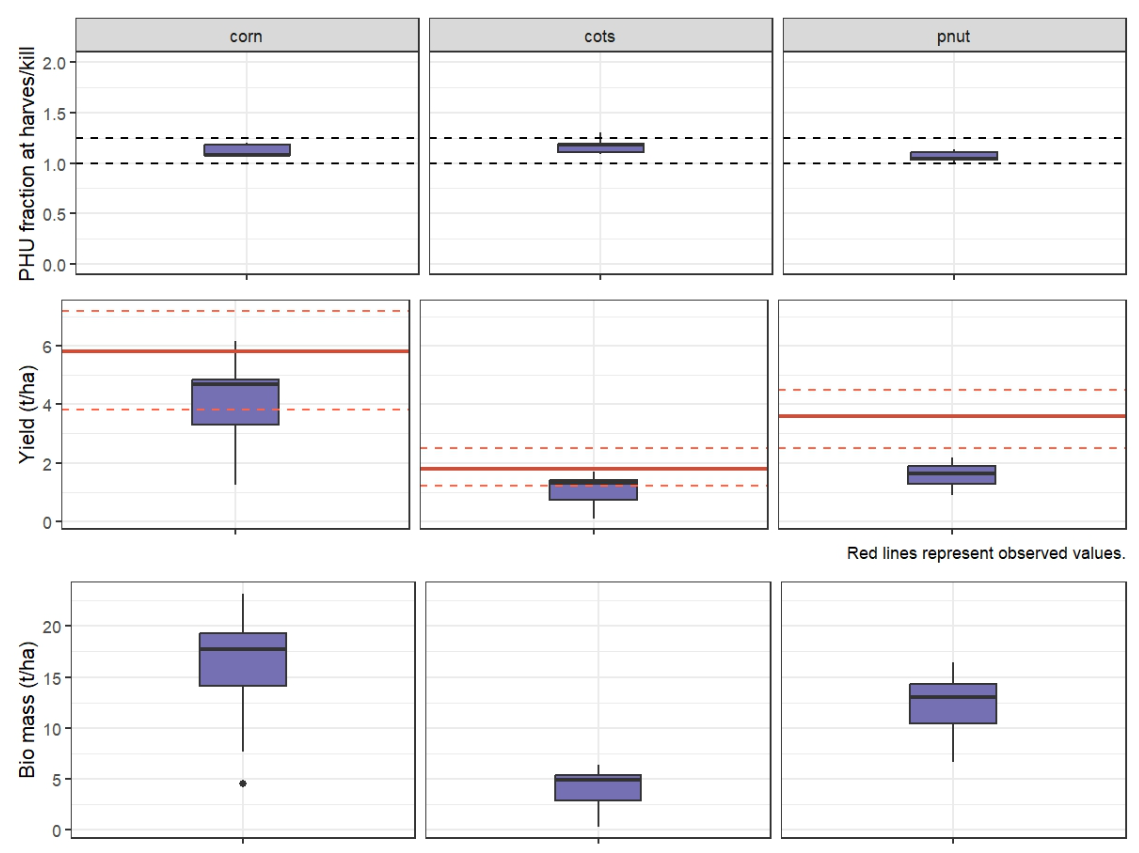 corn cots pnut
PHU fraction at harves/kill
2.0
1.5
1.0
0.5
0.0
Yield (t/ha)
6
4
2
0
Red lines represent observed values.
Bio mass (t/ha)
20
15
10
5
0